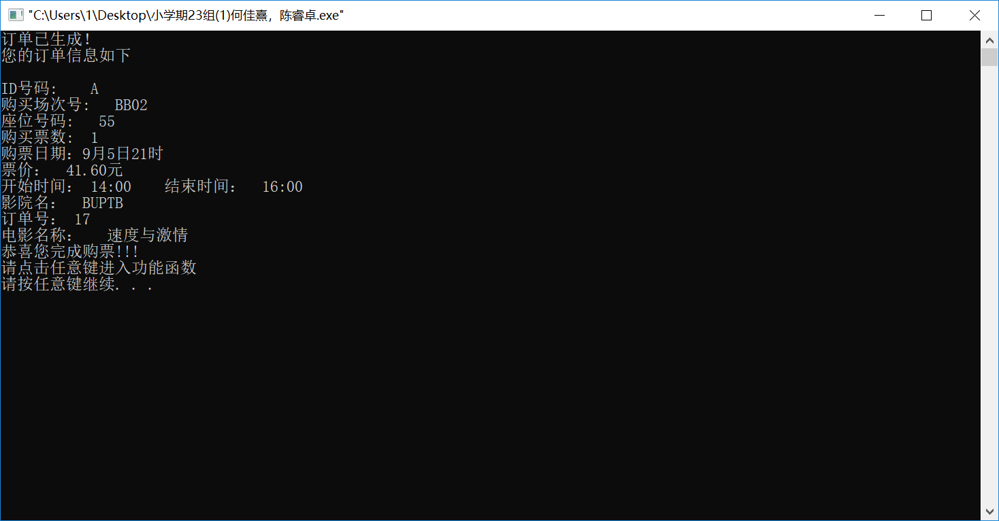 "C:\Users\1\Desktop\小学期23组(1)何佳熹，陈睿卓.exe"
订单已生成!
您的订单信息如下
ID号码:    A
购买场次号:   BB02
座位号码:   55
购买票数:  1
购票日期：9月5日21时
票价：  41.60元
开始时间： 14:00    结束时间：  16:00
影院名：  BUPTB
订单号： 17
电影名称：   速度与激情
恭喜您完成购票!!!
请点击任意键进入功能函数
请按任意键继续. . .